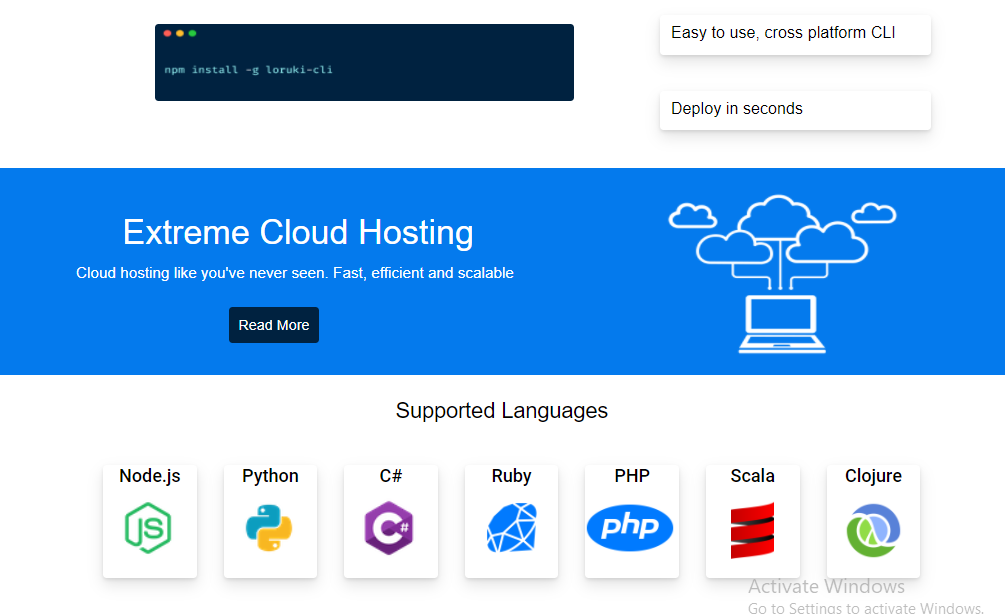 npm install -g loruki-cli
Easy to use, cross platform CLI
Deploy in seconds
Extreme Cloud Hosting
Cloud hosting like you've never seen. Fast, efficient and scalable
Read More
Supported Languages
Node.js
Python
C#
Ruby
PHP
Scala
Clojure
JS
C#
php
Activate Windows
Go to Settings to activate Windows.